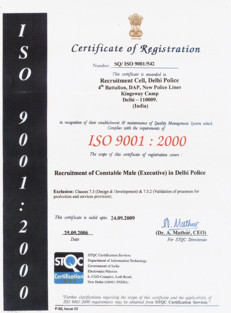 ISO 9001:2000
Certificate of Registration
Number SQ/ ISO 9001/542
This certificate is awarded to
Recruitment Cell, Delhi Police
4th Battalion, DAP, New Police Lines
Kingsway Camp
Delhi – 110009.
(India)
in recognition of their establishment & maintenance of Quality Management System which
Complies with the requirements of
ISO 9001 : 2000
The scope of this certificate of registration covers :
Recruitment of Constable Male (Executive) in Delhi Police
Exclusion: Clauses 7.3 (Design & Development) & 7.5.2 (Validation of processes for
production and services provision).
This certificate is valid upto 24.09.2009
25.09.2006
Date
(Dr. A. Mathur, CEO)
For STQC Directorate
STQC
Certification
STQC Certification Services
Department of Information Technology
Government of India
Electronics Niketan
6, CGO Complex, Lodi Road,
New Delhi-110003 (INDIA).
"Further clarifications regarding the scope of this certificate and the applicability of
ISO 9001:2000 requirements may be obtained from STQC Certification Services"